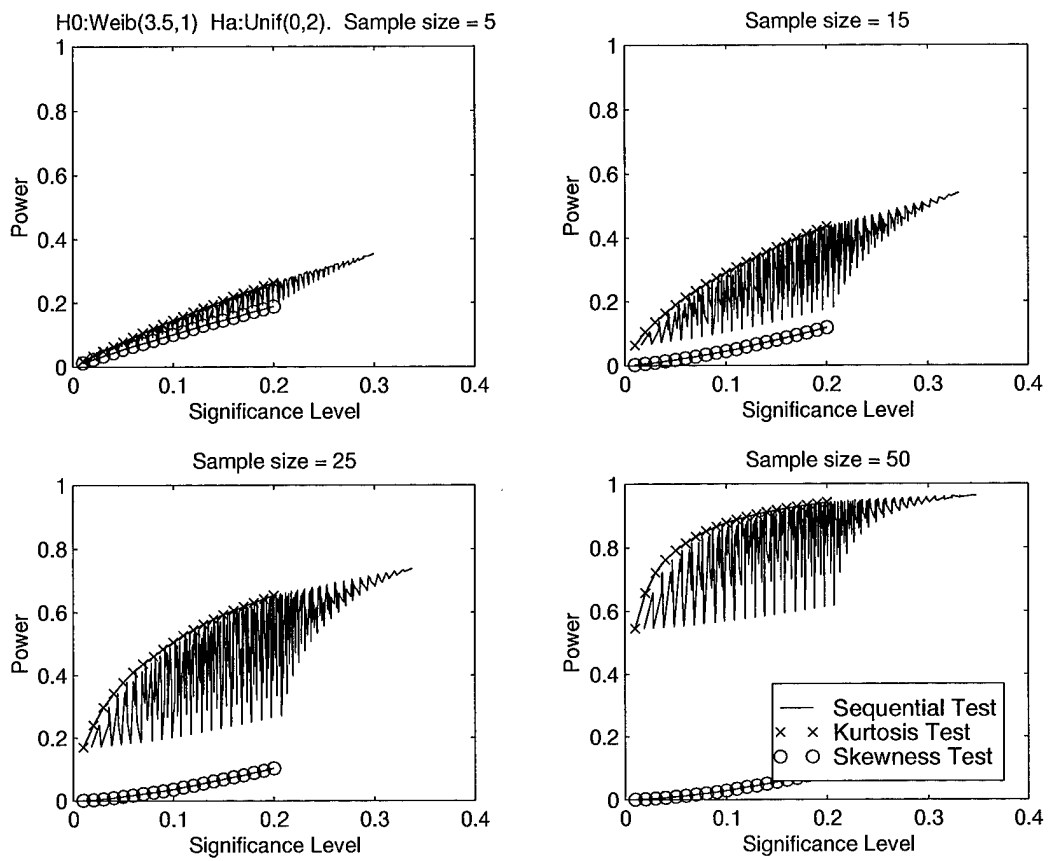 H0:Weib(3.5,1) Ha:Unif(0,2). Sample size = 5
1
0.8
0.6
0.4
0.2
0
Power
0 0.1 0.2 0.3 0.4
Significance Level
Sample size = 15
1
0.8
0.6
0.4
0.2
0
Power
0 0.1 0.2 0.3 0.4
Significance Level
Sample size = 25
1
0.8
0.6
0.4
0.2
0
Power
0 0.1 0.2 0.3 0.4
Significance Level
Sample size = 50
1
0.8
0.6
0.4
0.2
0
Power
Sequential Test
Kurtosis Test
Skewness Test
0 0.1 0.2 0.3 0.4
Significance Level